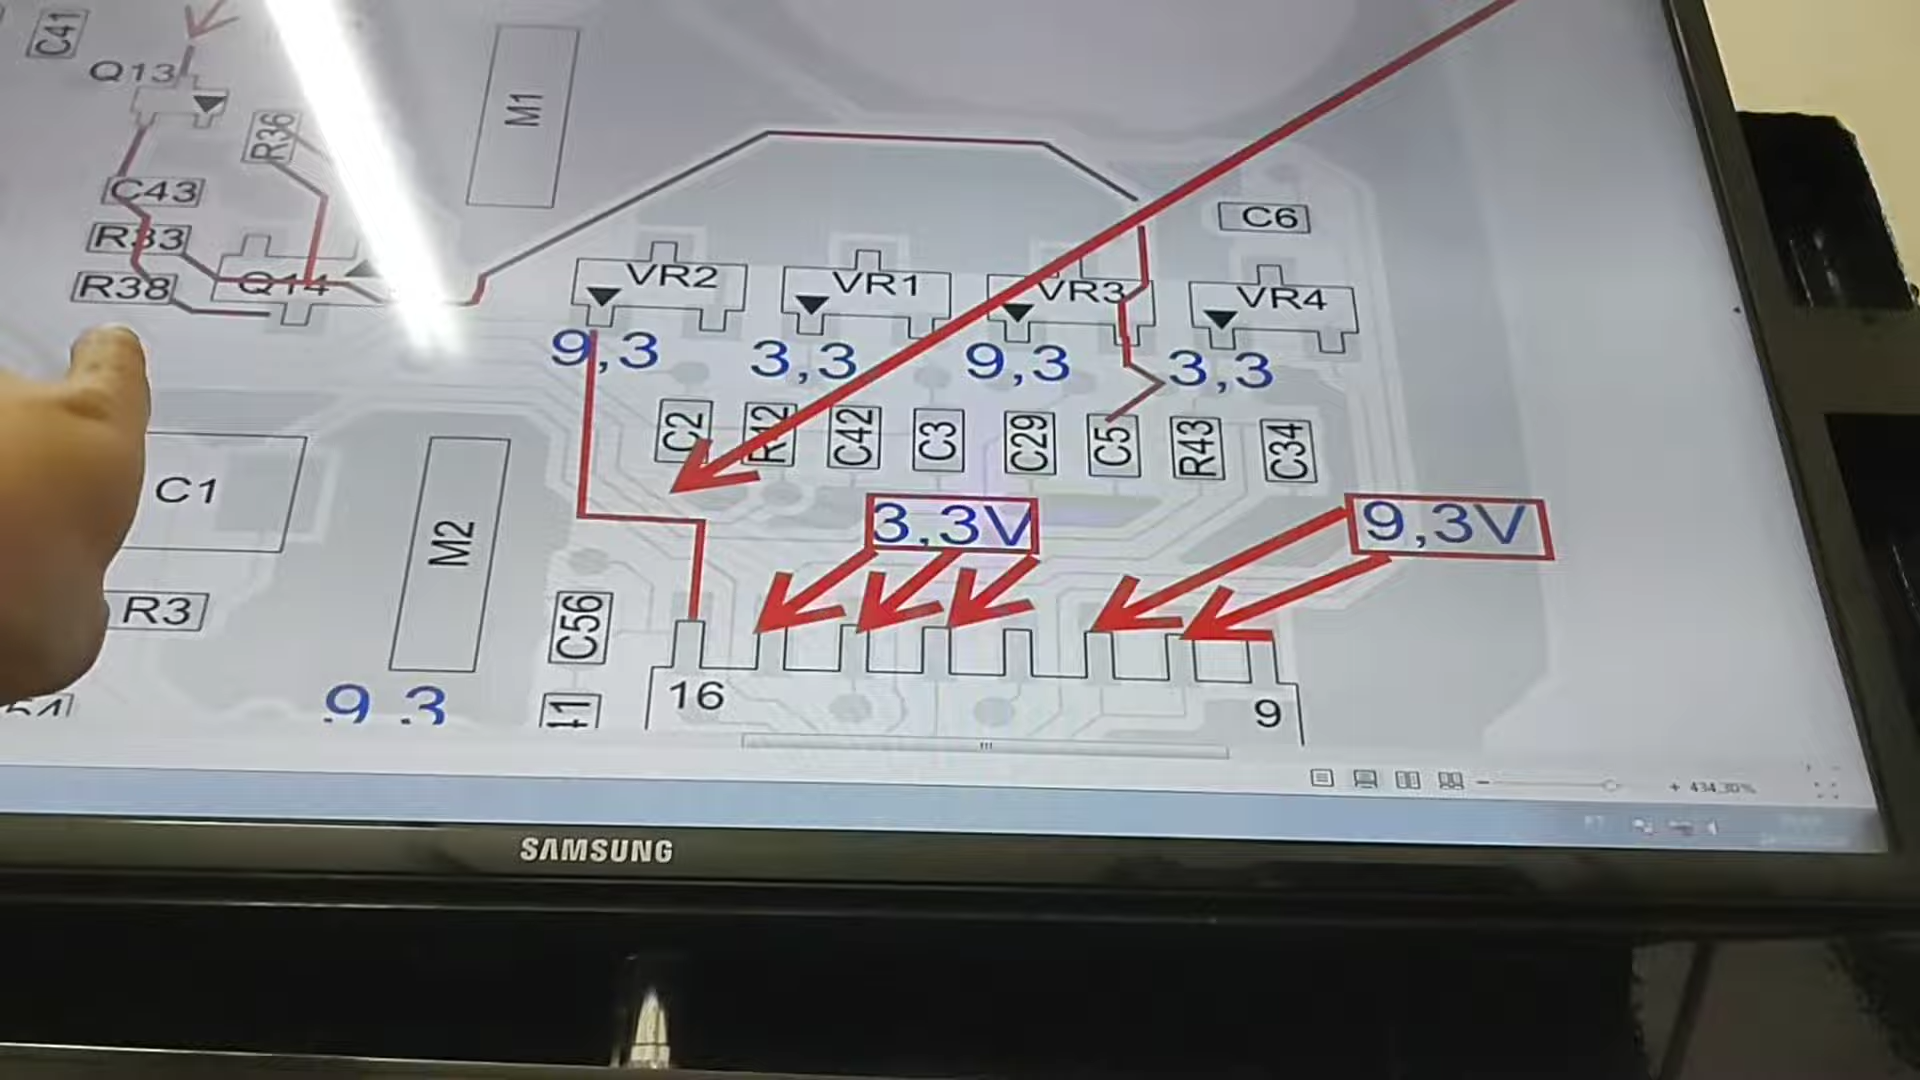 C41
Q13
M1
R36
C43
C6
R33
R38
Q14
VR2
VR1
VR3
VR4
9,3
3,3
9,3
3,3
C2
R12
C42
C3
C29
C5
R43
C34
C1
M2
3,3V
9,3V
R3
C56
16
9
9,3
+ 434,30%
SAMSUNG